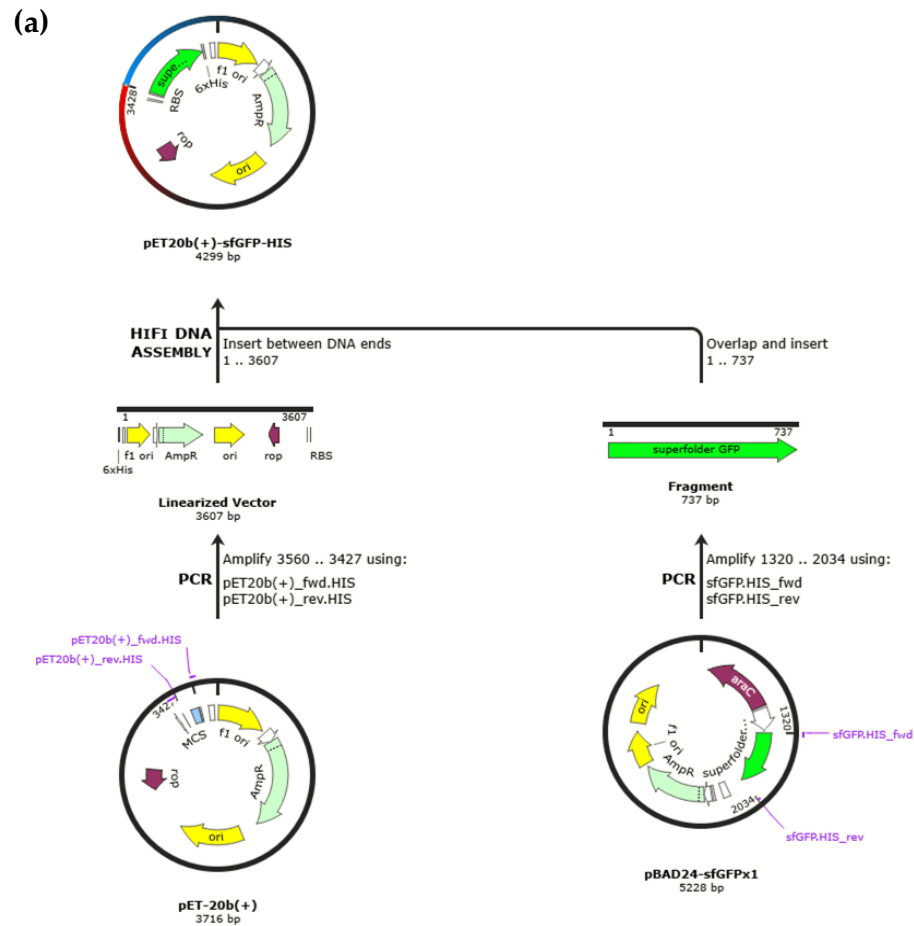 (a)
supe...
3428
RBS
6xHis
f1 ori
AmpR
rop
ori
pET20b(+)-sfGFP-HIS
4299 bp
HIFI DNA
ASSEMBLY
Insert between DNA ends
1 .. 3607
Overlap and insert
1 .. 737
1 3607
f1 ori AmpR ori rop RBS
6xHis
Linearized Vector
3607 bp
1 737
superfolder GFP
Fragment
737 bp
PCR
Amplify 3560 .. 3427 using:
pET20b(+)_fwd.HIS
pET20b(+)_rev.HIS
PCR
Amplify 1320 .. 2034 using:
sfGFP.HIS_fwd
sfGFP.HIS_rev
pET20b(+)_fwd.HIS
pET20b(+)_rev.HIS
3427
MCS
f1 ori
AmpR
rop
ori
pET-20b(+)
3716 bp
araC
1320
ori
f1 ori
AmpR
superfolder...
2034
sfGFP.HIS_fwd
sfGFP.HIS_rev
pBAD24-sfGFPx1
5228 bp